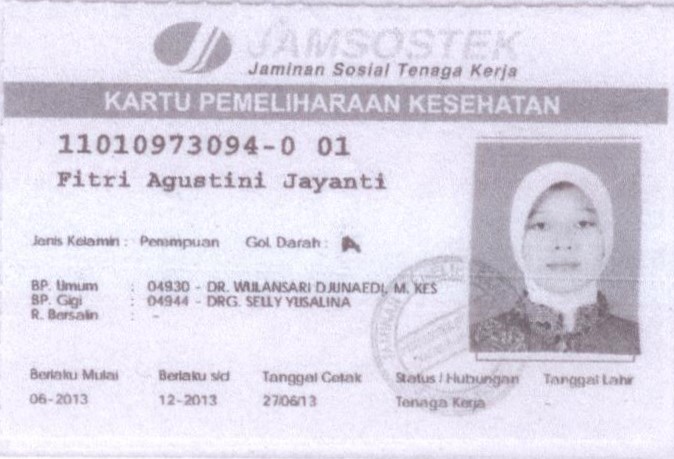 JAMSOSTEK
Jaminan Sosial Tenaga Kerja
KARTU PEMELIHARAAN KESEHATAN
11010973094-0 01
Fitri Agustini Jayanti
Jenis Kelamin : Perempuan Gol. Darah : A
BP. Umum : 04930 - DR. WULANSARI DJUNAEDI, M. KES
BP. Gigi : 04944 - DRG. SELLY YUSALINA
R. Bersalin : -
Berlaku Mulai Berlaku s/d Tanggal Cetak Status / Hubungan Tanggal Lahir
06-2013 12-2013 27/06/13 Tenaga Kerja -